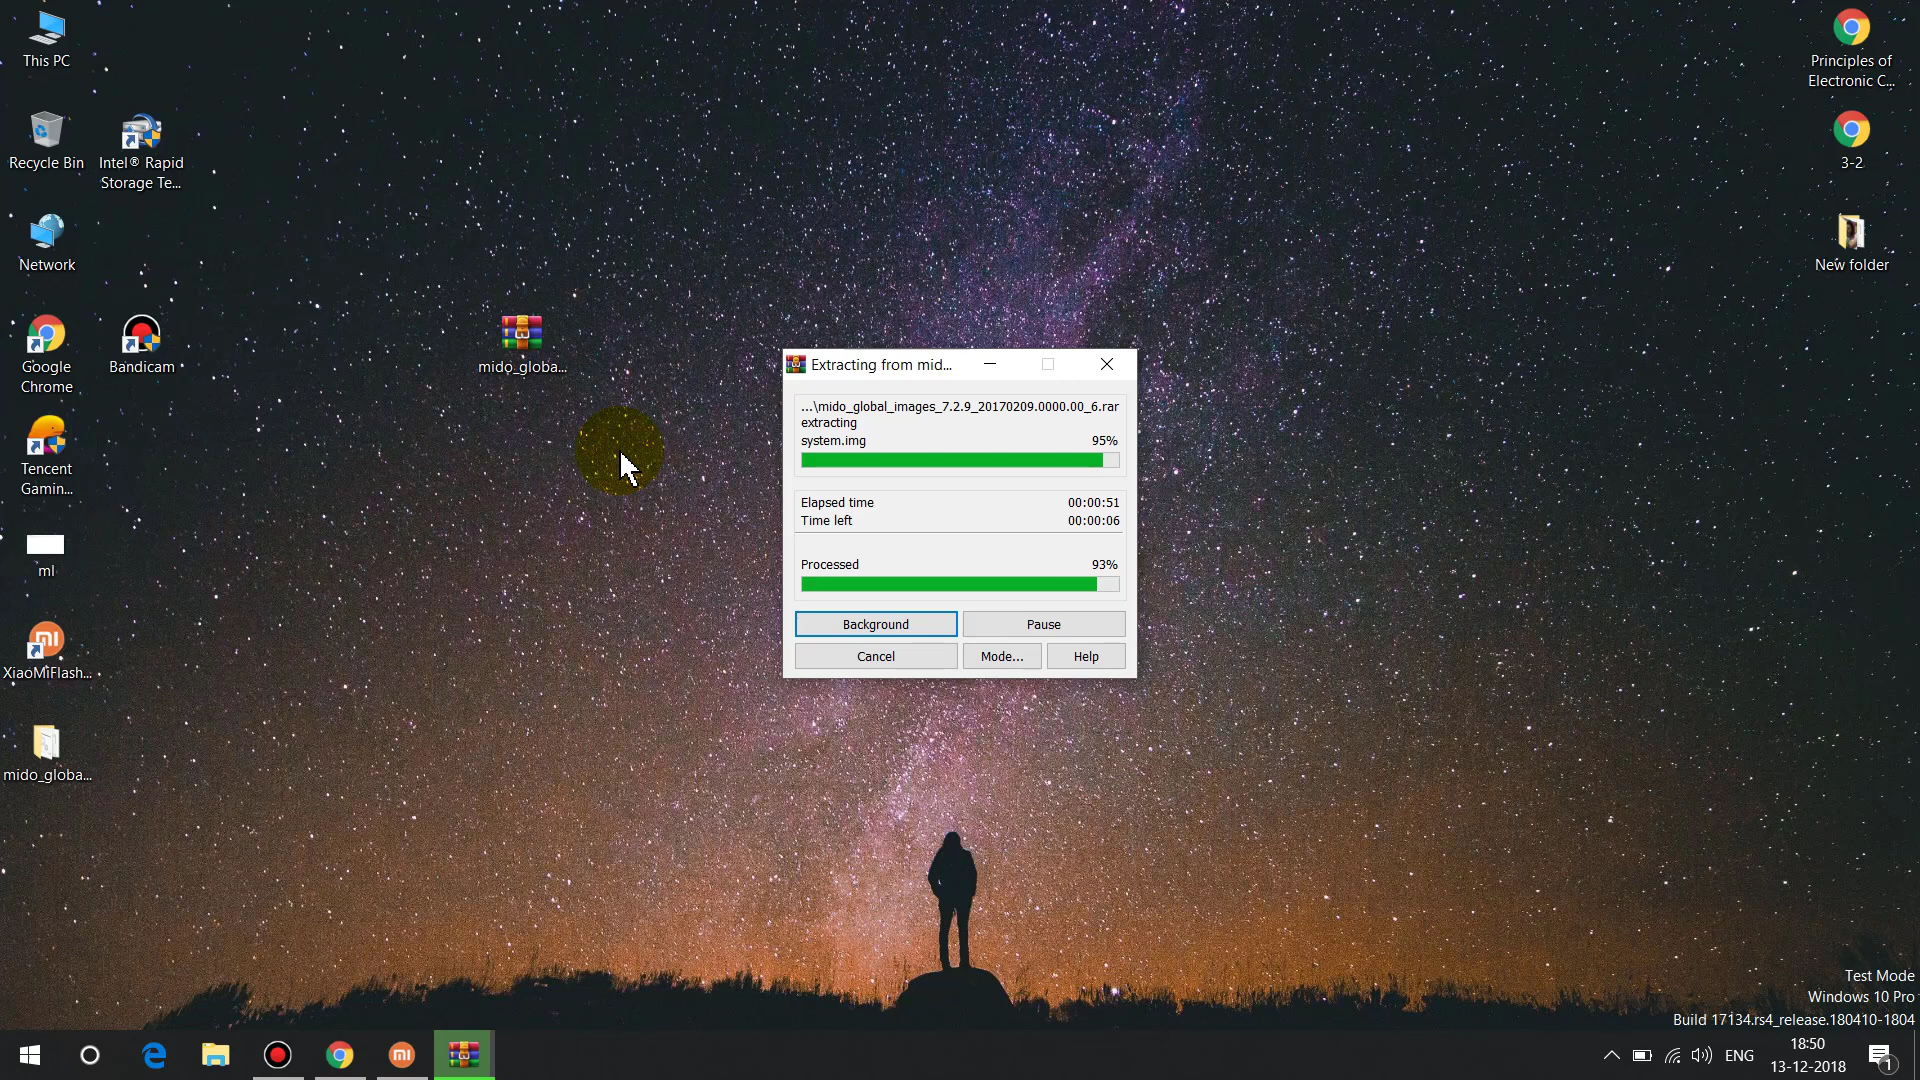 This PC
Recycle Bin
Intel® Rapid
Storage Te...
Network
Google
Chrome
Bandicam
Tencent
Gamin...
ml
XiaoMiFlash...
mido_globa...
mido_globa...
Principles of
Electronic C...
3-2
New folder
Extracting from mid...
...\mido_global_images_7.2.9_20170209.0000.00_6.rar
extracting
system.img 95%
Elapsed time 00:00:51
Time left 00:00:06
Processed 93%
Background Pause
Cancel Mode... Help
Test Mode
Windows 10 Pro
Build 17134.rs4_release.180410-1804
ENG
18:50
13-12-2018
1